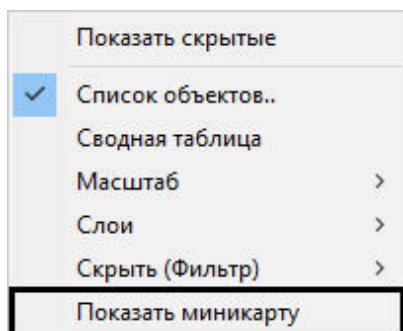 Показать скрытые
Список объектов..
Сводная таблица
Масштаб
Слои
Скрыть (Фильтр)
Показать миникарту